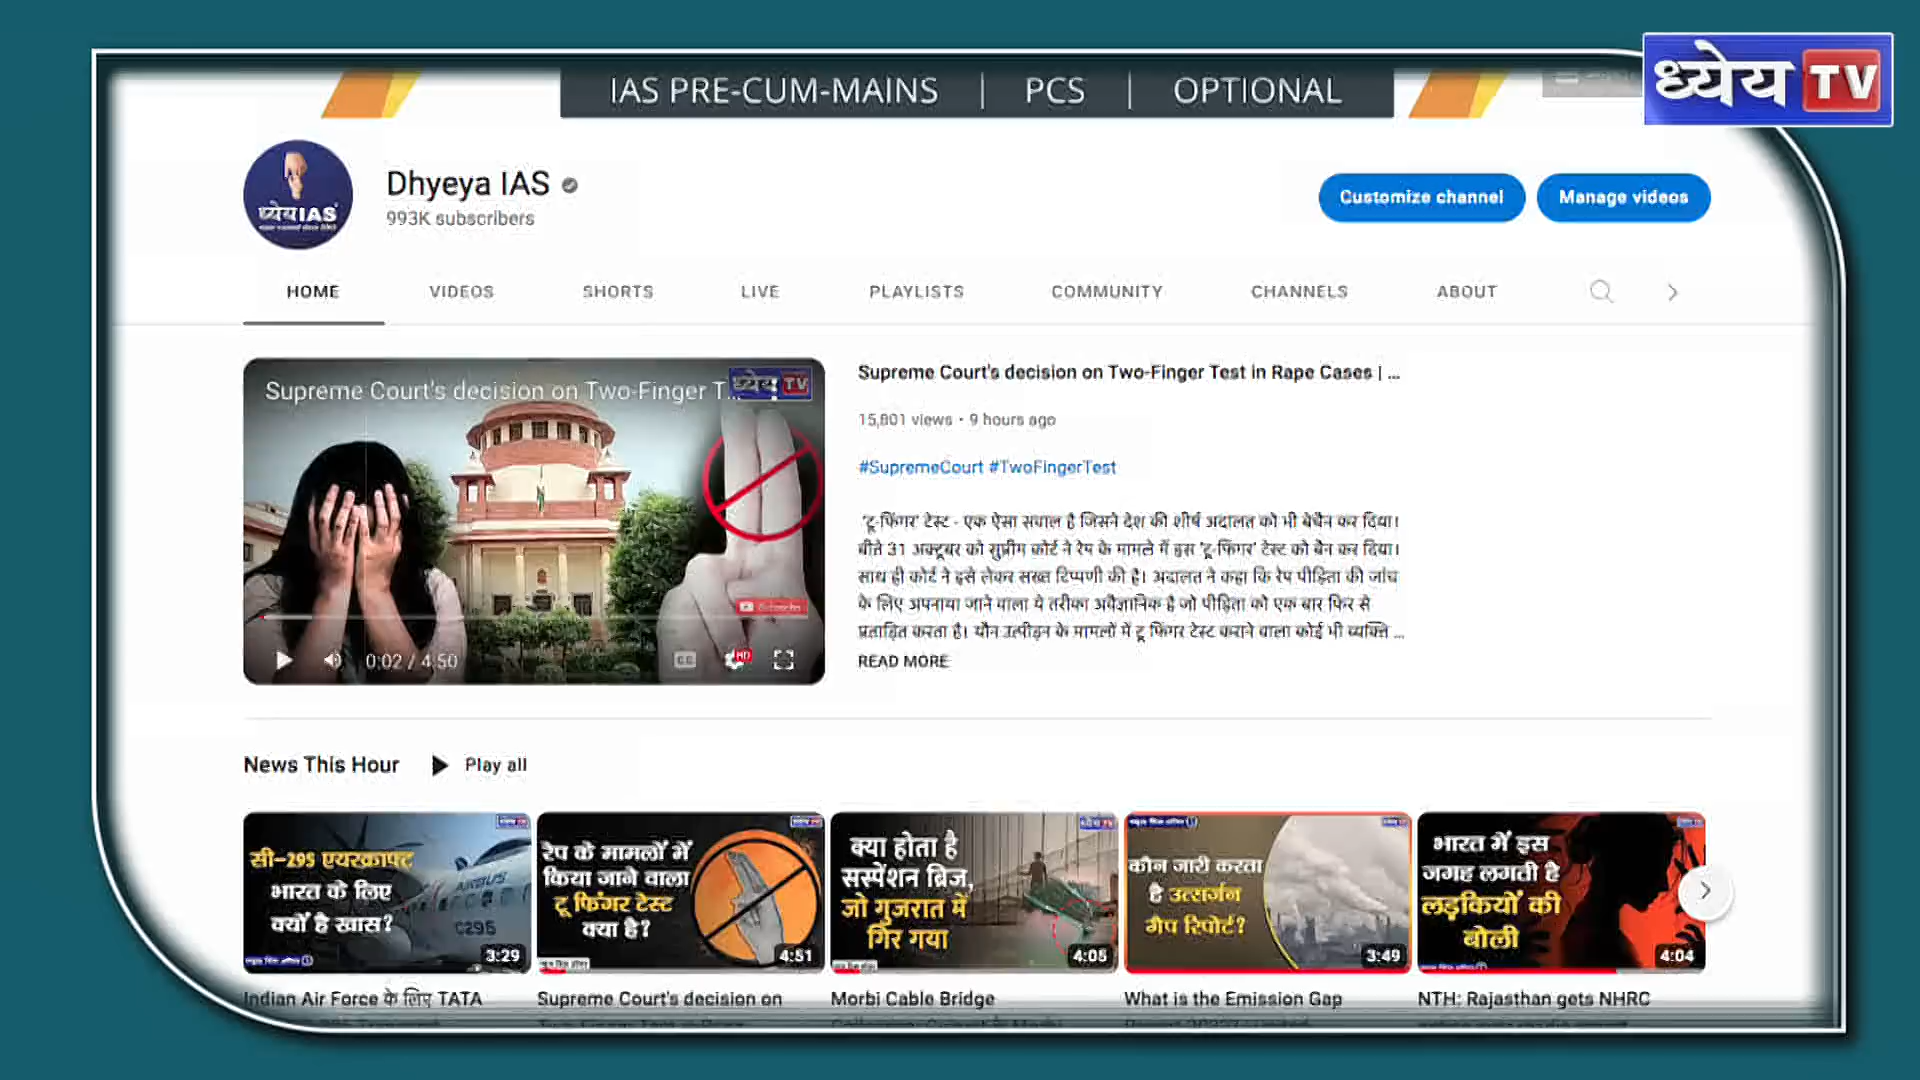 IAS PRE-CUM-MAINS | PCS | OPTIONAL
ध्येय TV
ध्येयIAS
Dhyeya IAS
993K subscribers
Customize channel
Manage videos
HOME VIDEOS SHORTS LIVE PLAYLISTS COMMUNITY CHANNELS ABOUT
Supreme Court's decision on Two-Finger T...
ध्येय TV
Subscribe
0:02 / 4:50
CC
HD
Supreme Court's decision on Two-Finger Test in Rape Cases | ...
15,801 views • 9 hours ago
#SupremeCourt #TwoFingerTest
'टू-फिंगर' टेस्ट - एक ऐसा सवाल है जिसने देश की शीर्ष अदालत को भी बेचैन कर दिया।
बीते 31 अक्टूबर को सुप्रीम कोर्ट ने रेप के मामले में इस 'टू-फिंगर' टेस्ट को बैन कर दिया।
साथ ही कोर्ट ने इसे लेकर सख्त टिप्पणी की है। अदालत ने कहा कि रेप पीड़िता की जांच
के लिए अपनाया जाने वाला ये तरीका अवैज्ञानिक है जो पीड़िता को एक बार फिर से
प्रताड़ित करता है। यौन उत्पीड़न के मामलों में टू फिंगर टेस्ट कराने वाला कोई भी व्यक्ति ...
READ MORE
News This Hour
Play all
सी-295 एयरक्राफ्ट
भारत के लिए
क्यों है खास?
AIRBUS
C295
3:29
रेप के मामलों में
किया जाने वाला
टू फिंगर टेस्ट
क्या है?
4:51
क्या होता है
सस्पेंशन ब्रिज,
जो गुजरात में
गिर गया
4:05
कौन जारी करता
है उत्सर्जन
गैप रिपोर्ट?
3:49
भारत में इस
जगह लगती है
लड़कियों की
बोली
4:04
Indian Air Force के लिए TATA
Supreme Court's decision on
Morbi Cable Bridge
What is the Emission Gap
NTH: Rajasthan gets NHRC